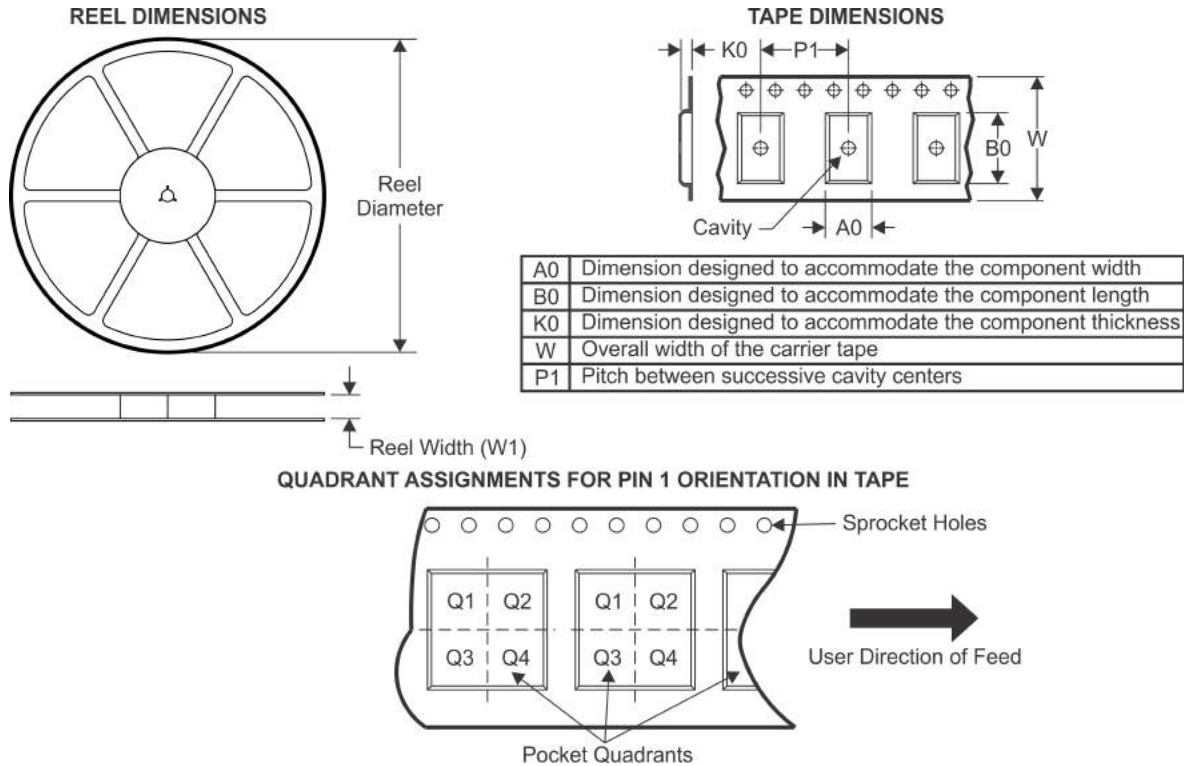 REEL DIMENSIONS
Reel
Diameter
Reel Width (W1)
TAPE DIMENSIONS
K0
P1
B0
W
Cavity
A0
A0 Dimension designed to accommodate the component width
B0 Dimension designed to accommodate the component length
K0 Dimension designed to accommodate the component thickness
W Overall width of the carrier tape
P1 Pitch between successive cavity centers
QUADRANT ASSIGNMENTS FOR PIN 1 ORIENTATION IN TAPE
Sprocket Holes
Q1 Q2 Q1 Q2
Q3 Q4 Q3 Q4
User Direction of Feed
Pocket Quadrants